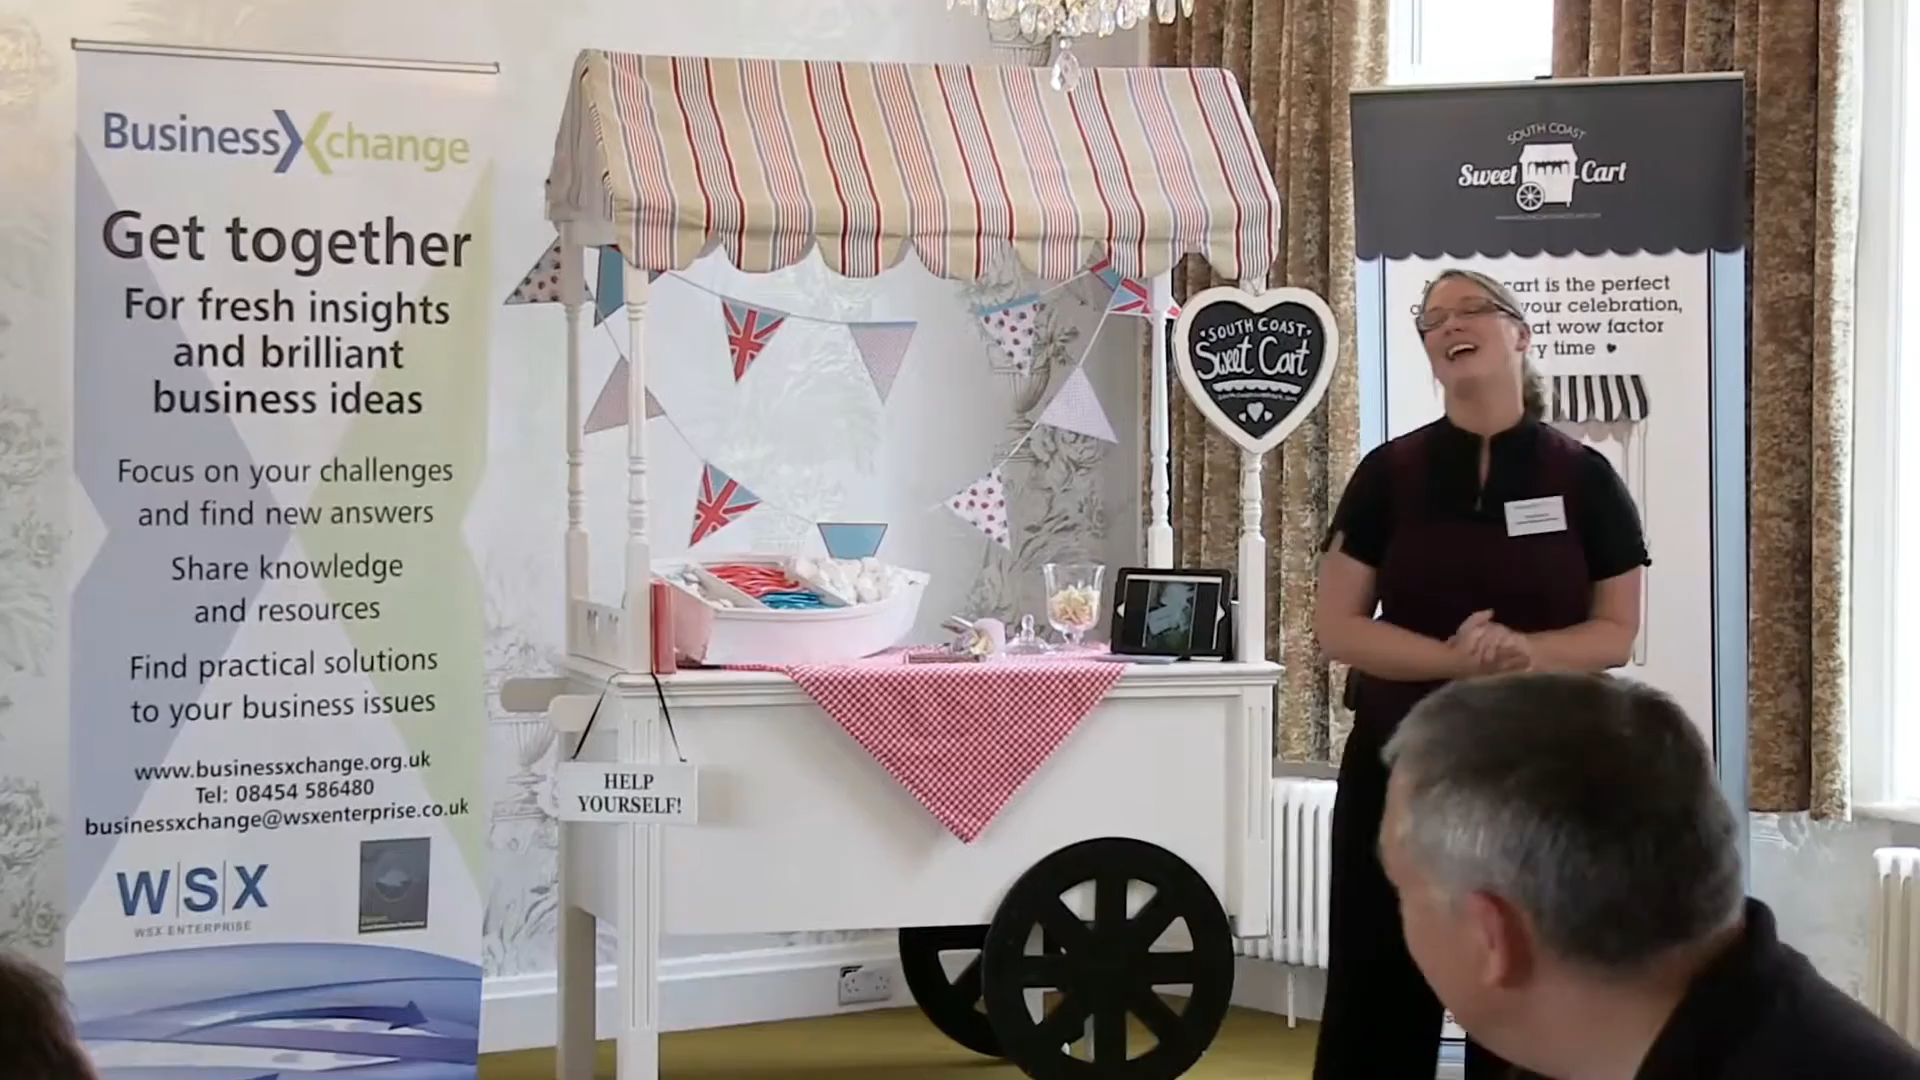 BusinessXchange
Get together
For fresh insights
and brilliant
business ideas
Focus on your challenges
and find new answers
Share knowledge
and resources
Find practical solutions
to your business issues
www.businessxchange.org.uk
Tel: 08454 586480
businessxchange@wsxenterprise.co.uk
WSX
WSX ENTERPRISE
HELP
YOURSELF!
SOUTH COAST
Sweet Cart
SOUTH COAST
Sweet Cart
cart is the perfect
your celebration,
at wow factor
time